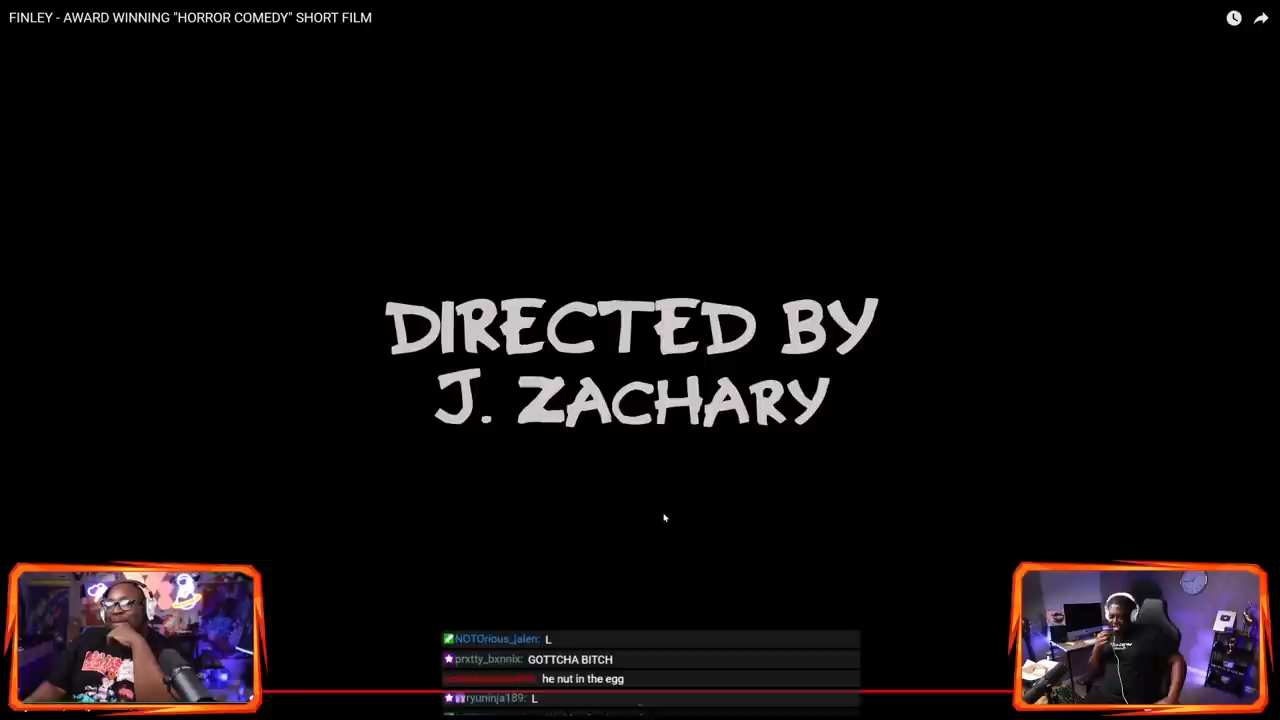 FINLEY - AWARD WINNING "HORROR COMEDY" SHORT FILM
DIRECTED BY
J. ZACHARY
NOTOrious_jalen: L
prxtty_bxnnix: GOTTCHA BITCH
he nut in the egg
ryuninja189: L